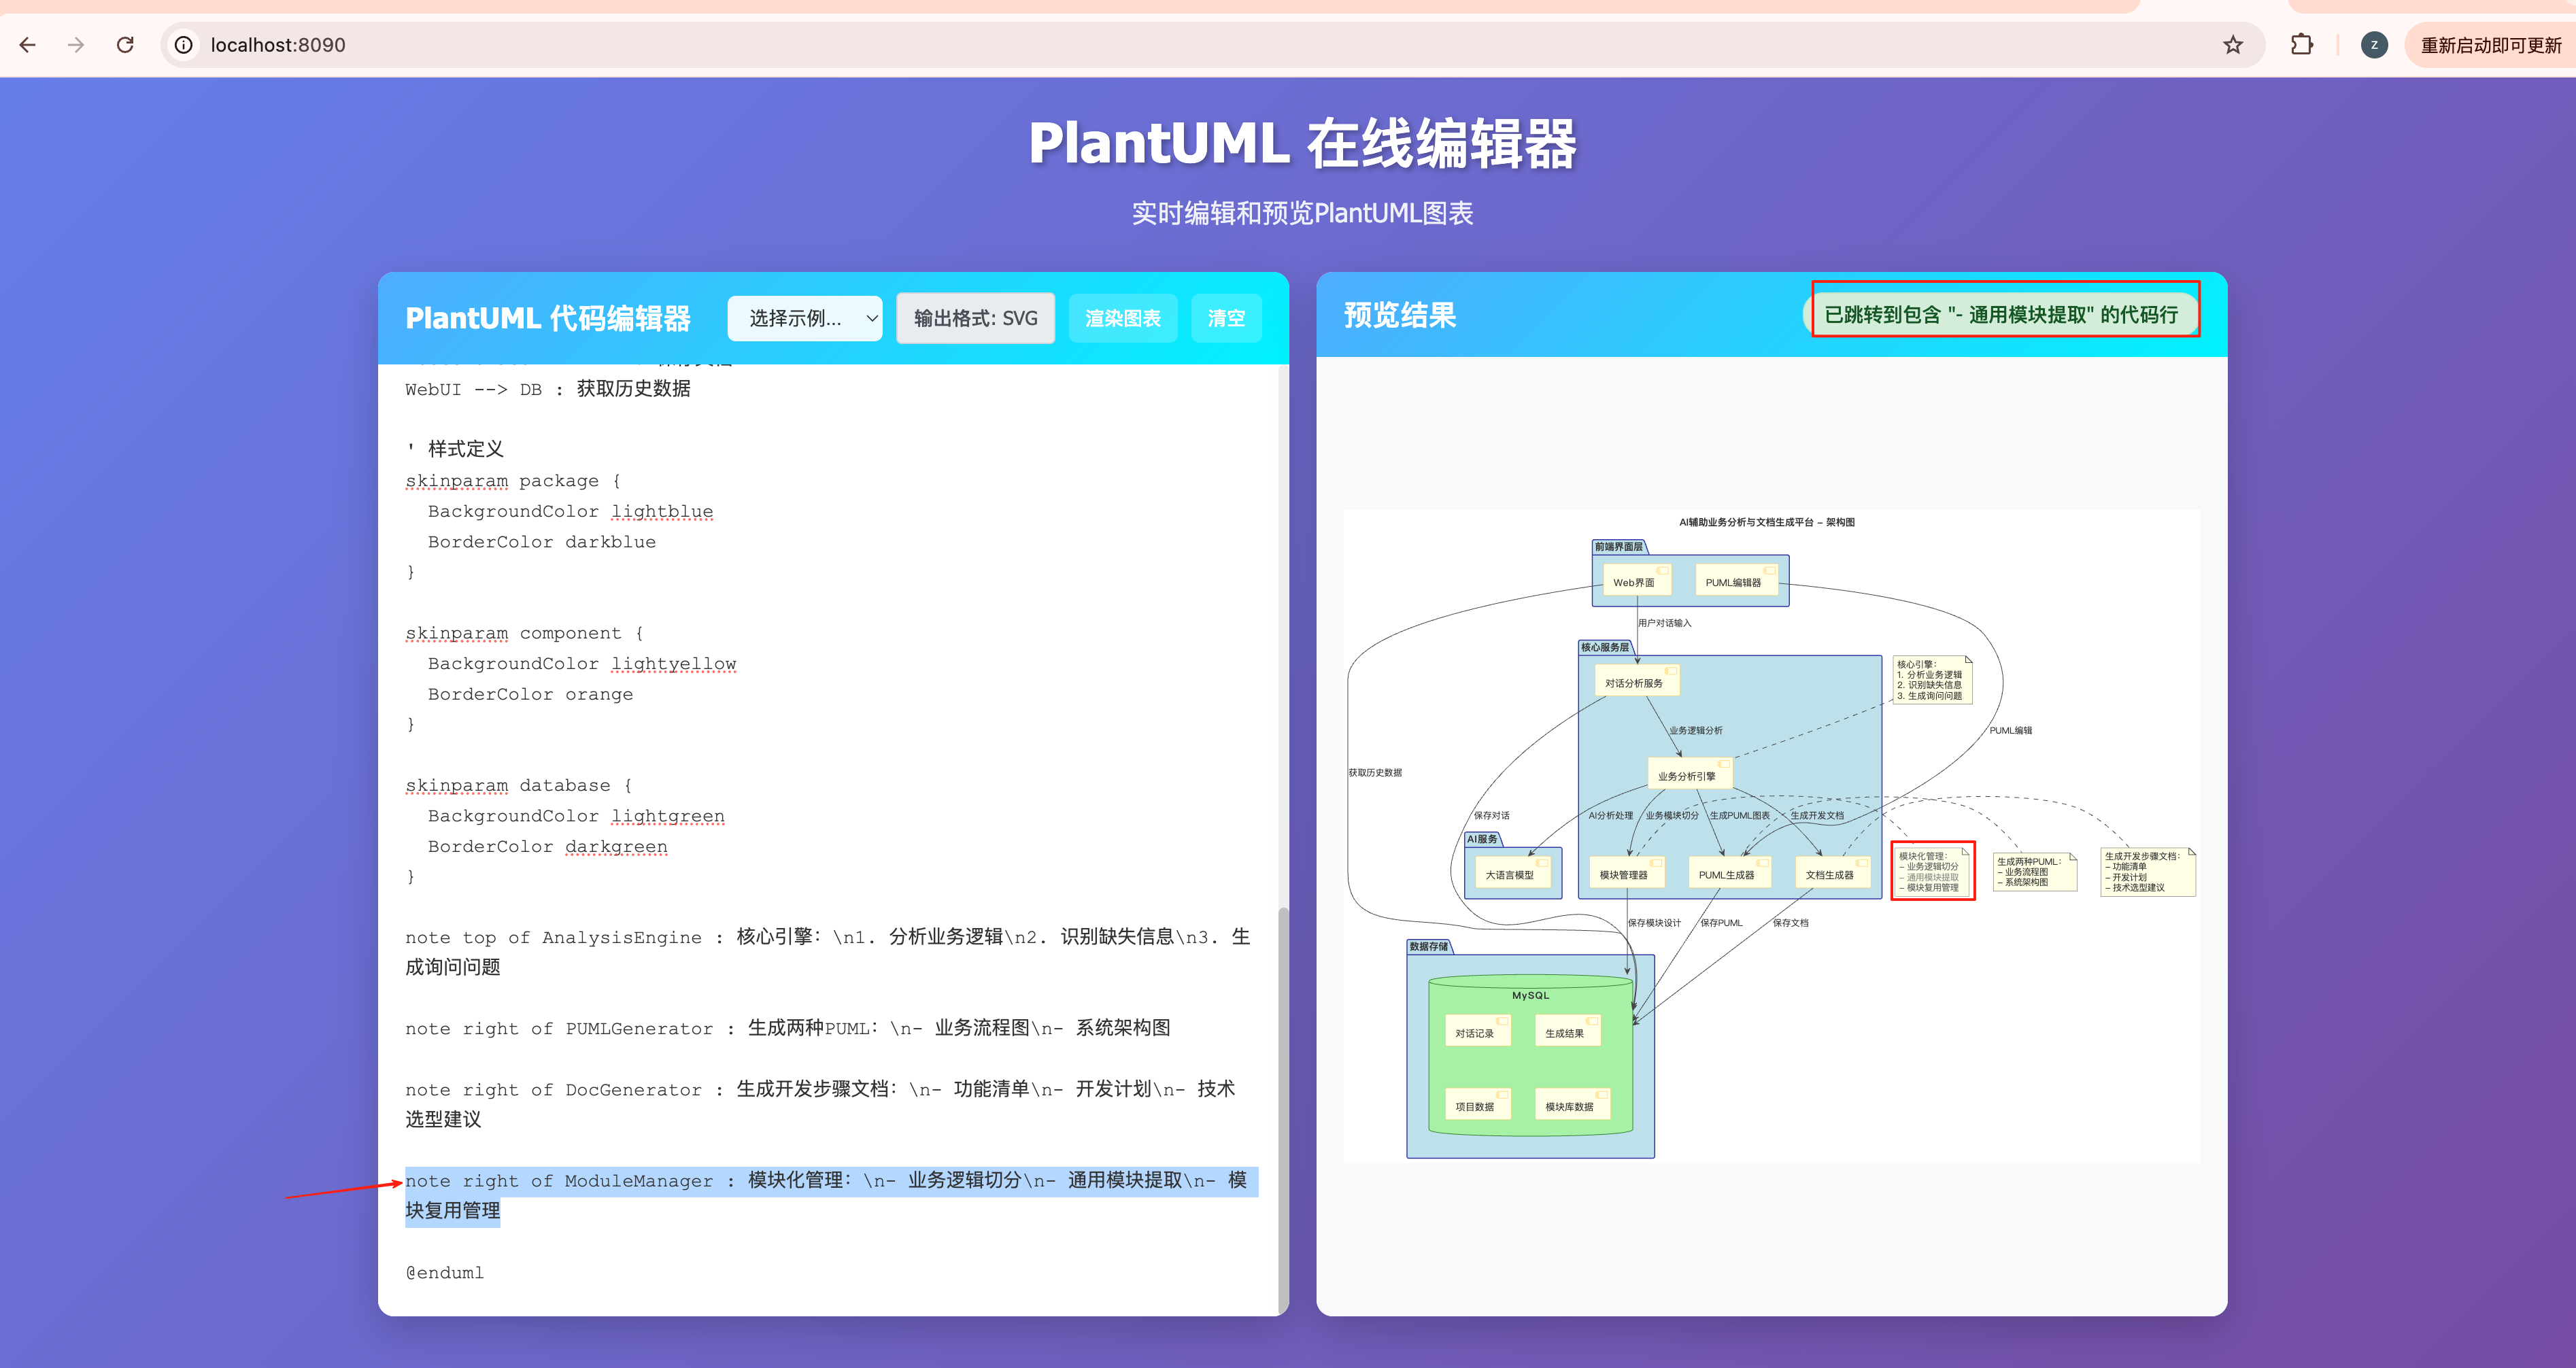 localhost:8090
z
重新启动即可更新
PlantUML 在线编辑器
实时编辑和预览PlantUML图表
PlantUML 代码编辑器
选择示例...
输出格式: SVG
渲染图表
清空
WebUI --> DB : 获取历史数据
' 样式定义
skinparam package {
BackgroundColor lightblue
BorderColor darkblue
}
skinparam component {
BackgroundColor lightyellow
BorderColor orange
}
skinparam database {
BackgroundColor lightgreen
BorderColor darkgreen
}
note top of AnalysisEngine : 核心引擎：\n1. 分析业务逻辑\n2. 识别缺失信息\n3. 生
成询问问题
note right of PUMLGenerator : 生成两种PUML：\n- 业务流程图\n- 系统架构图
note right of DocGenerator : 生成开发步骤文档：\n- 功能清单\n- 开发计划\n- 技术
选型建议
note right of ModuleManager : 模块化管理：\n- 业务逻辑切分\n- 通用模块提取\n- 模
块复用管理
@enduml
预览结果
已跳转到包含 "- 通用模块提取" 的代码行
AI辅助业务分析与文档生成平台 - 架构图
前端界面层
Web界面
PUML编辑器
用户对话输入
核心服务层
对话分析服务
核心引擎：
1. 分析业务逻辑
2. 识别缺失信息
3. 生成询问问题
业务逻辑分析
PUML编辑
获取历史数据
业务分析引擎
保存对话
AI分析处理
业务模块切分
生成PUML图表
生成开发文档
AI服务
大语言模型
模块管理器
PUML生成器
文档生成器
模块化管理：
- 业务逻辑切分
- 通用模块提取
- 模块复用管理
生成两种PUML：
- 业务流程图
- 系统架构图
生成开发步骤文档：
- 功能清单
- 开发计划
- 技术选型建议
保存模块设计
保存PUML
保存文档
数据存储
MySQL
对话记录
生成结果
项目数据
模块库数据